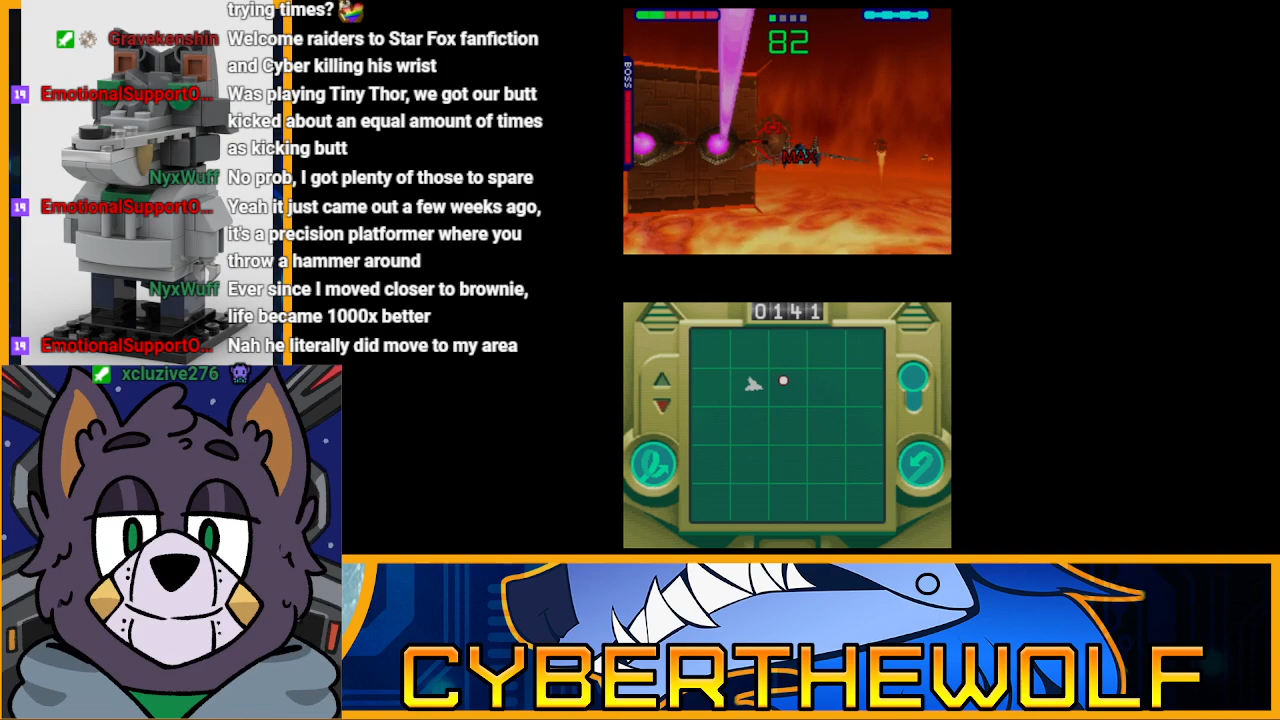 trying times?
Gravekenshin Welcome raiders to Star Fox fanfiction
and Cyber killing his wrist
19 EmotionalSupportO... Was playing Tiny Thor, we got our butt
kicked about an equal amount of times
as kicking butt
NyxWuff No prob, I got plenty of those to spare
19 EmotionalSupportO... Yeah it just came out a few weeks ago,
it's a precision platformer where you
throw a hammer around
NyxWuff Ever since I moved closer to brownie,
life became 1000x better
19 EmotionalSupportO... Nah he literally did move to my area
xcluzive276
82
BOSS
MAX
0141
CYBERTHEWOLF